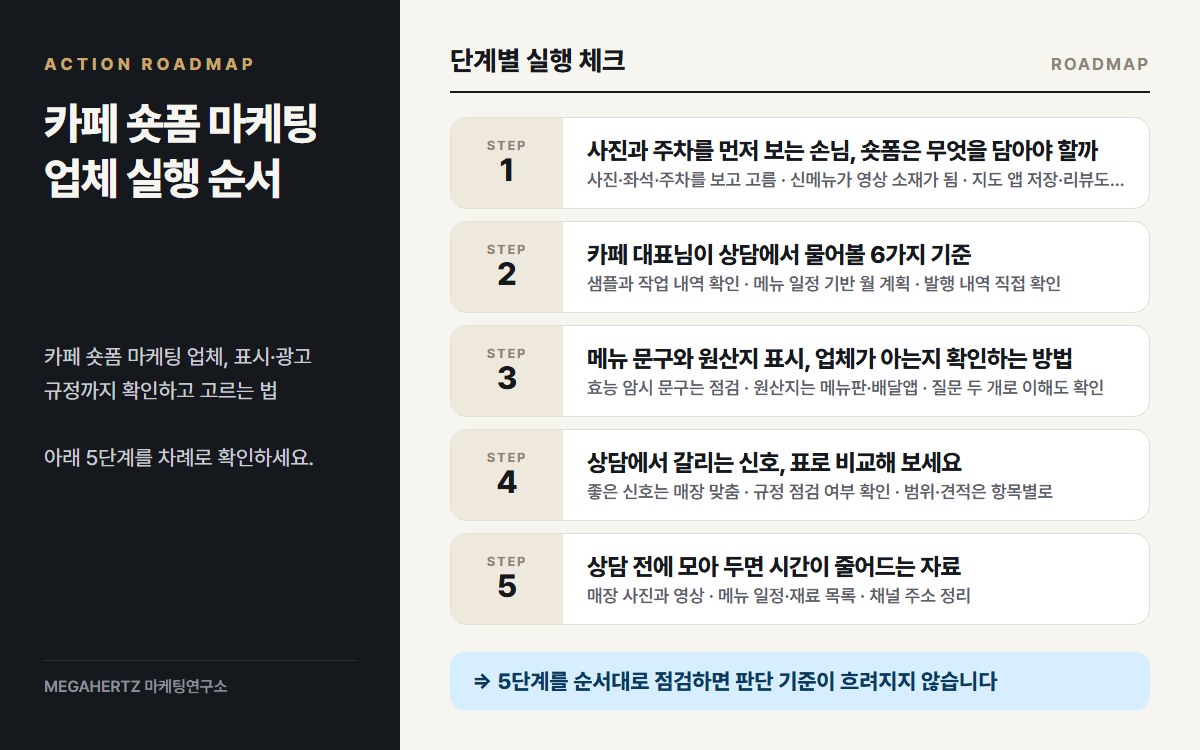 ACTION ROADMAP
카페 숏폼 마케팅
업체 실행 순서
카페 숏폼 마케팅 업체, 표시·광고
규정까지 확인하고 고르는 법
아래 5단계를 차례로 확인하세요.
MEGAHERTZ 마케팅연구소
단계별 실행 체크
ROADMAP
STEP
1
사진과 주차를 먼저 보는 손님, 숏폼은 무엇을 담아야 할까
사진·좌석·주차를 보고 고름 · 신메뉴가 영상 소재가 됨 · 지도 앱 저장·리뷰도...
STEP
2
카페 대표님이 상담에서 물어볼 6가지 기준
샘플과 작업 내역 확인 · 메뉴 일정 기반 월 계획 · 발행 내역 직접 확인
STEP
3
메뉴 문구와 원산지 표시, 업체가 아는지 확인하는 방법
효능 암시 문구는 점검 · 원산지는 메뉴판·배달앱 · 질문 두 개로 이해도 확인
STEP
4
상담에서 갈리는 신호, 표로 비교해 보세요
좋은 신호는 매장 맞춤 · 규정 점검 여부 확인 · 범위·견적은 항목별로
STEP
5
상담 전에 모아 두면 시간이 줄어드는 자료
매장 사진과 영상 · 메뉴 일정·재료 목록 · 채널 주소 정리
→ 5단계를 순서대로 점검하면 판단 기준이 흐려지지 않습니다